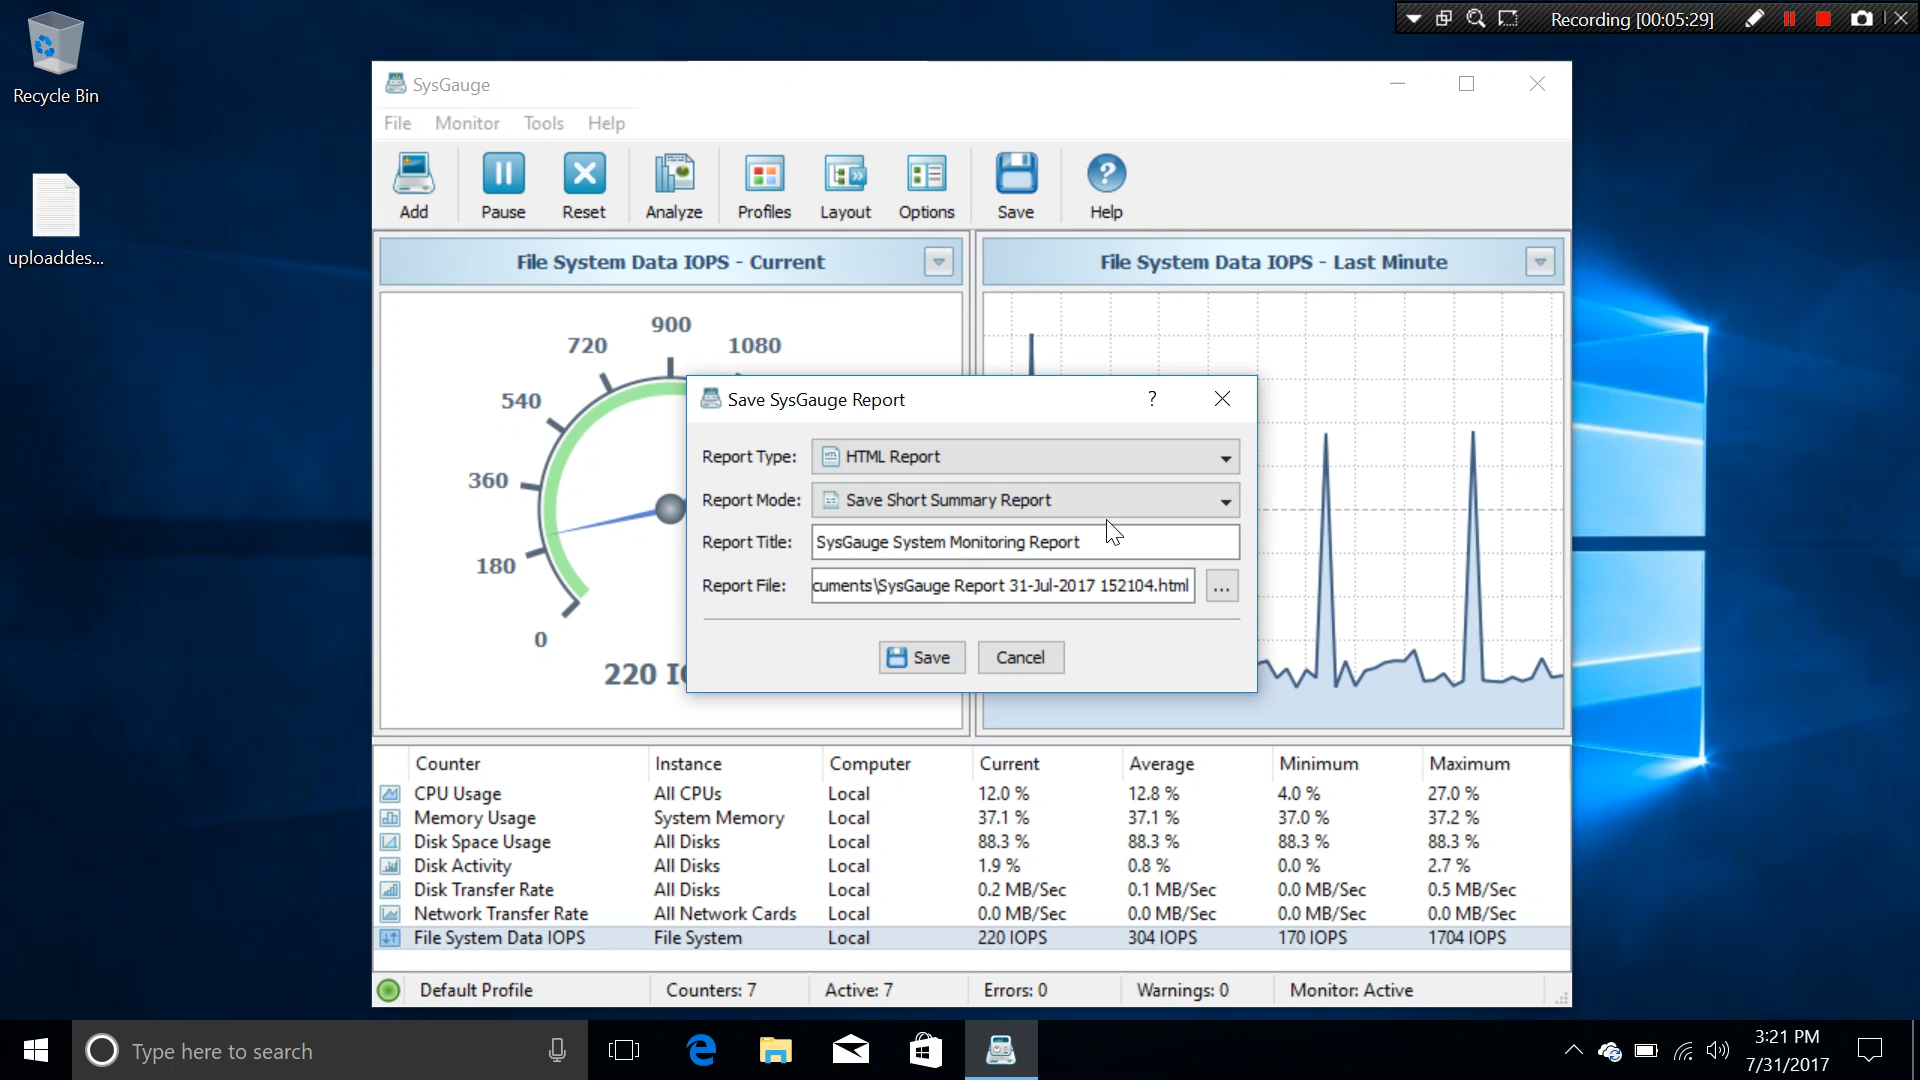 Recording [00:05:29]
Recycle Bin
uploaddes...
SysGauge
File Monitor Tools Help
Add Pause Reset Analyze Profiles Layout Options Save Help
File System Data IOPS - Current
File System Data IOPS - Last Minute
900
720 1080
540
360
180
0
220 IO
Save SysGauge Report ?
Report Type: HTML Report
Report Mode: Save Short Summary Report
Report Title: SysGauge System Monitoring Report
Report File: cuments\SysGauge Report 31-Jul-2017 152104.html ...
Save Cancel
Counter Instance Computer Current Average Minimum Maximum
CPU Usage All CPUs Local 12.0 % 12.8 % 4.0 % 27.0 %
Memory Usage System Memory Local 37.1 % 37.1 % 37.0 % 37.2 %
Disk Space Usage All Disks Local 88.3 % 88.3 % 88.3 % 88.3 %
Disk Activity All Disks Local 1.9 % 0.8 % 0.0 % 2.7 %
Disk Transfer Rate All Disks Local 0.2 MB/Sec 0.1 MB/Sec 0.0 MB/Sec 0.5 MB/Sec
Network Transfer Rate All Network Cards Local 0.0 MB/Sec 0.0 MB/Sec 0.0 MB/Sec 0.0 MB/Sec
File System Data IOPS File System Local 220 IOPS 304 IOPS 170 IOPS 1704 IOPS
Default Profile Counters: 7 Active: 7 Errors: 0 Warnings: 0 Monitor: Active
Type here to search
3:21 PM
7/31/2017